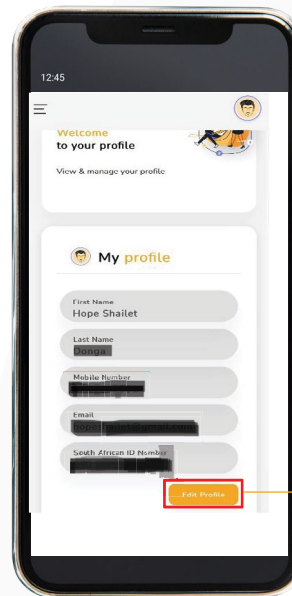 12:45
Welcome
to your profile
View & manage your profile
My profile
First Name
Hope Shailet
Last Name
Mobile Number
Email
South African ID Number
Edit Profile